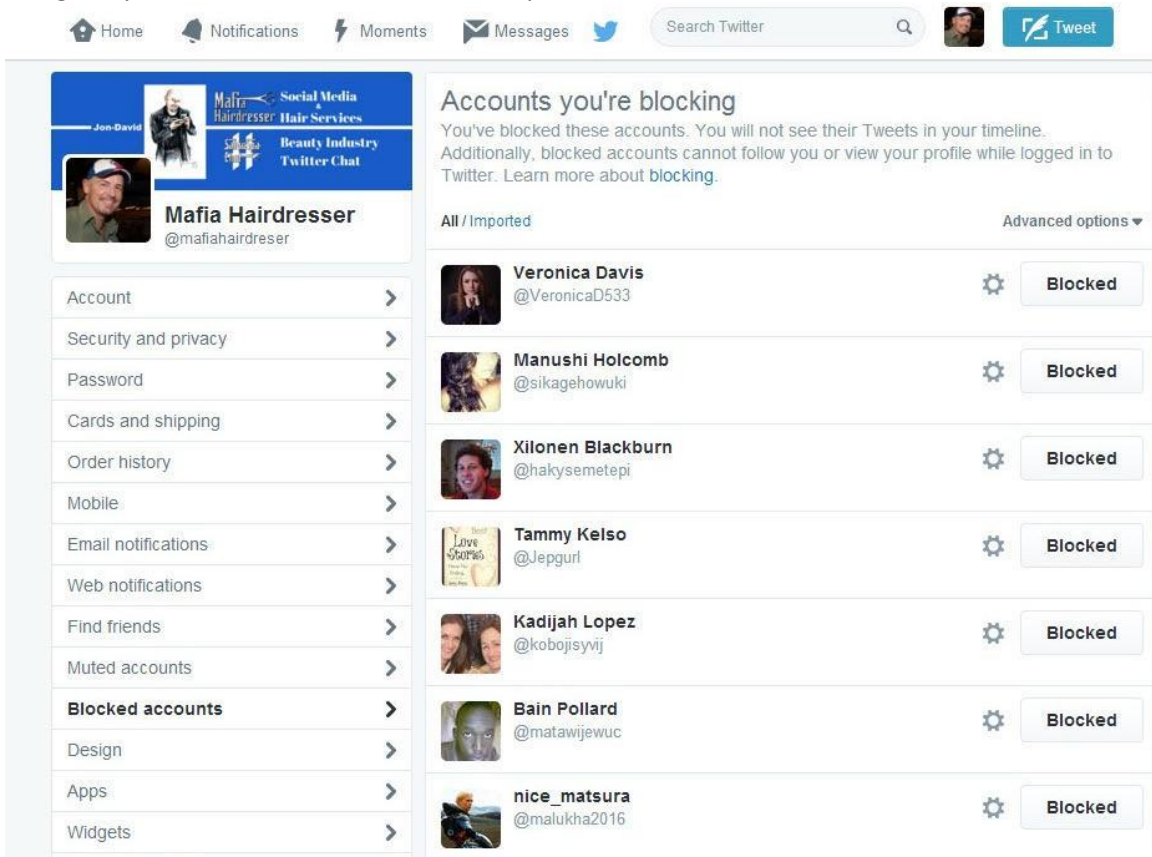 Home Notifications Moments Messages Search Twitter Tweet
Jon-David
Mafia Hairdresser
Social Media
&
Hair Services
Beauty Industry
Twitter Chat
Mafia Hairdresser
@mafiahairdreser
Account
Security and privacy
Password
Cards and shipping
Order history
Mobile
Email notifications
Web notifications
Find friends
Muted accounts
Blocked accounts
Design
Apps
Widgets
Accounts you're blocking
You've blocked these accounts. You will not see their Tweets in your timeline.
Additionally, blocked accounts cannot follow you or view your profile while logged in to
Twitter. Learn more about blocking.
All / Imported Advanced options
Veronica Davis
@VeronicaD533
Blocked
Manushi Holcomb
@sikagehowuki
Blocked
Xilonen Blackburn
@hakysemetepi
Blocked
Love
Stories
Tammy Kelso
@Jepgurl
Blocked
Kadijah Lopez
@kobojisyvij
Blocked
Bain Pollard
@matawijewuc
Blocked
nice_matsura
@malukha2016
Blocked